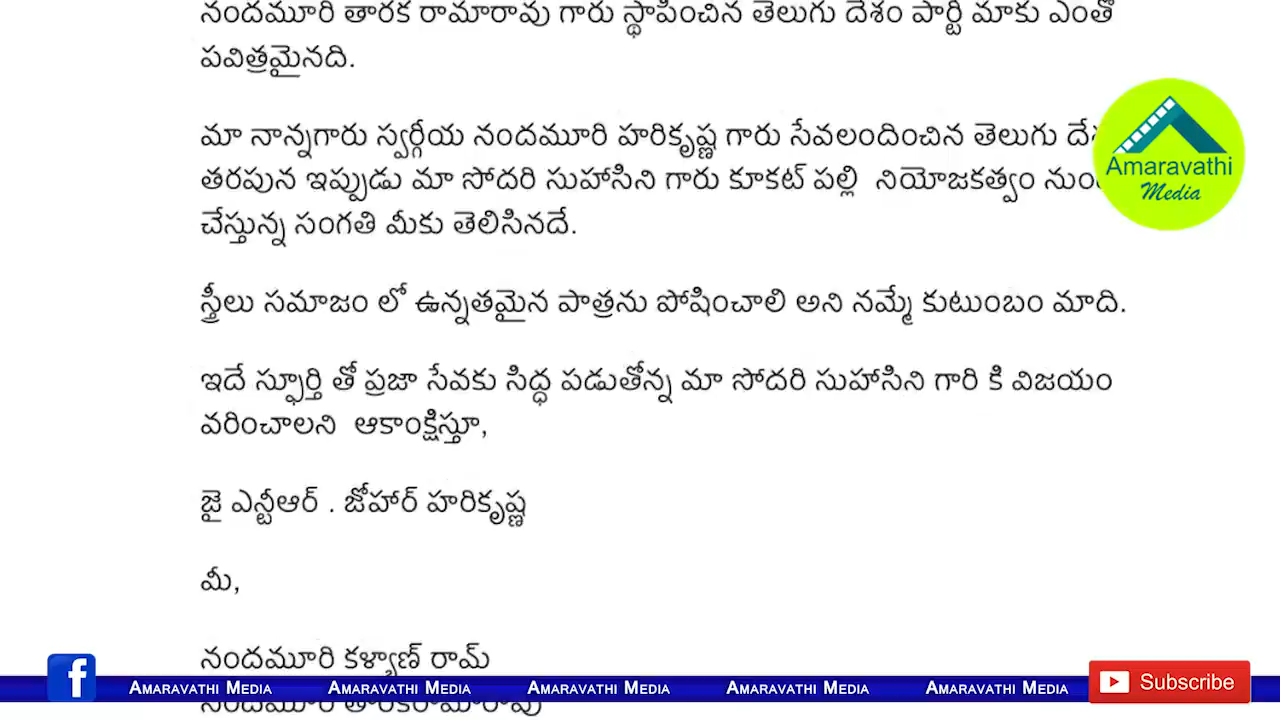 నందమూరి తారక రామారావు గారు స్థాపించిన తెలుగు దేశం పార్టీ మాకు ఎంతో
పవిత్రమైనది.
మా నాన్నగారు స్వర్గీయ నందమూరి హరికృష్ణ గారు సేవలందించిన తెలుగు
తరపున ఇప్పుడు మా సోదరి సుహాసిని గారు కూకట్ పల్లి నియోజకత్వం
చేస్తున్న సంగతి మీకు తెలిసినదే.
స్త్రీలు సమాజం లో ఉన్నతమైన పాత్రను పోషించాలి అని నమ్మే కుటుంబం మాది.
ఇదే స్ఫూర్తి తో ప్రజా సేవకు సిద్ధ పడుతోన్న మా సోదరి సుహాసిని గారి కి విజయం
వరించాలని ఆకాంక్షిస్తూ,
జై ఎన్టీఆర్ . జోహార్ హరికృష్ణ
మీ,
నందమూరి కళ్యాణ్ రామ్
నందమూరి తారకరామారావు
Amaravathi
Media
f Amaravathi Media Amaravathi Media Amaravathi Media Amaravathi Media Amaravathi Media Subscribe